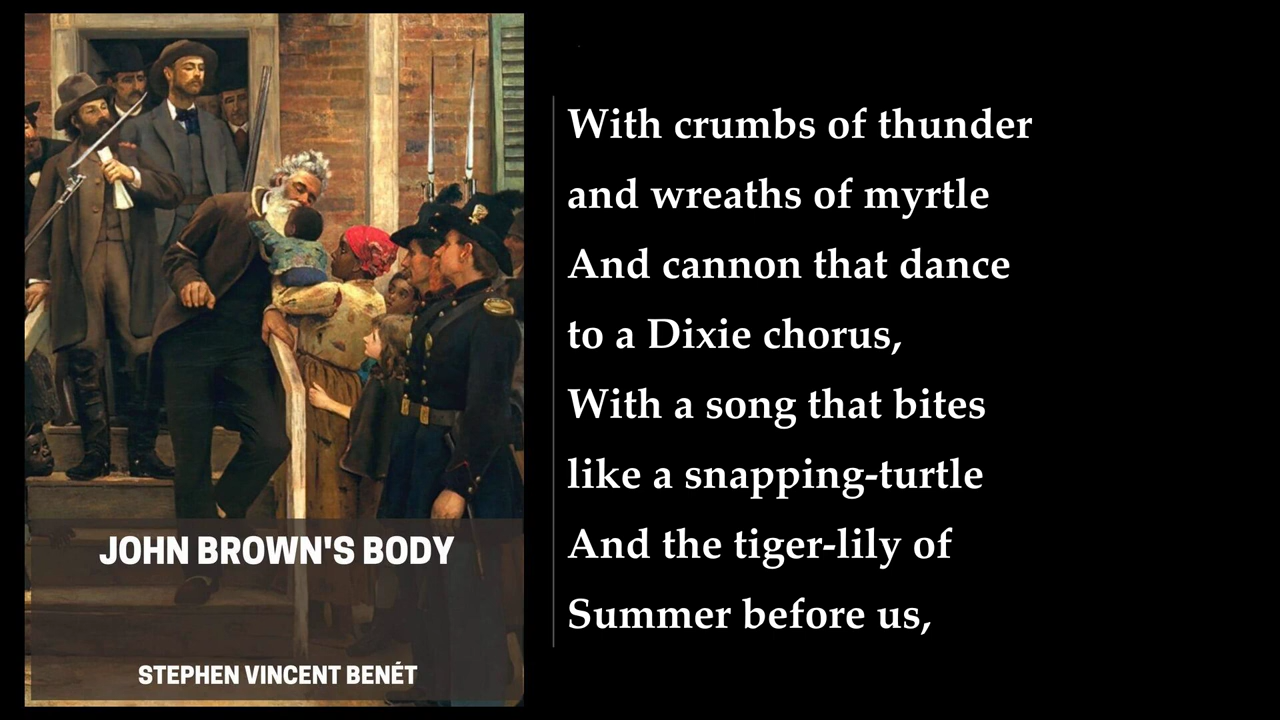 JOHN BROWN'S BODY
STEPHEN VINCENT BENÉT
With crumbs of thunder
and wreaths of myrtle
And cannon that dance
to a Dixie chorus,
With a song that bites
like a snapping-turtle
And the tiger-lily of
Summer before us,